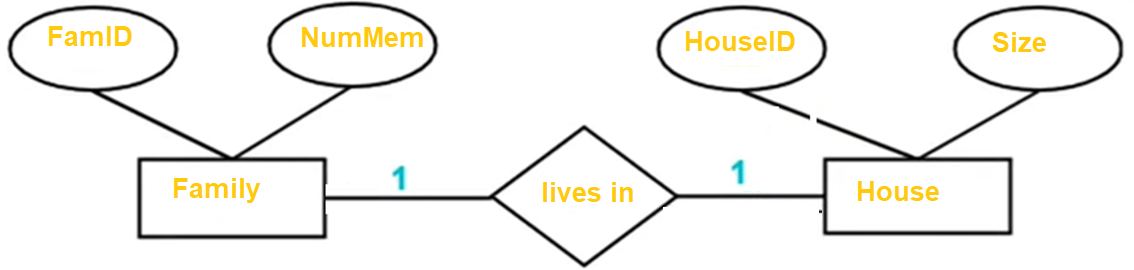 FamID
NumMem
HouseID
Size
Family
1
lives in
1
House